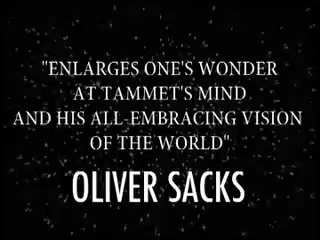 "ENLARGES ONE'S WONDER
AT TAMMET'S MIND
AND HIS ALL-EMBRACING VISION
OF THE WORLD"
OLIVER SACKS